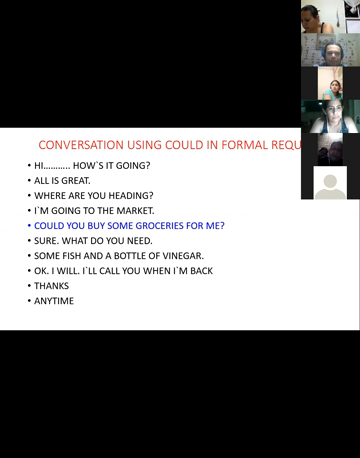 CONVERSATION USING COULD IN FORMAL REQU
• HI........... HOW`S IT GOING?
• ALL IS GREAT.
• WHERE ARE YOU HEADING?
• I`M GOING TO THE MARKET.
• COULD YOU BUY SOME GROCERIES FOR ME?
• SURE. WHAT DO YOU NEED.
• SOME FISH AND A BOTTLE OF VINEGAR.
• OK. I WILL. I`LL CALL YOU WHEN I`M BACK
• THANKS
• ANYTIME